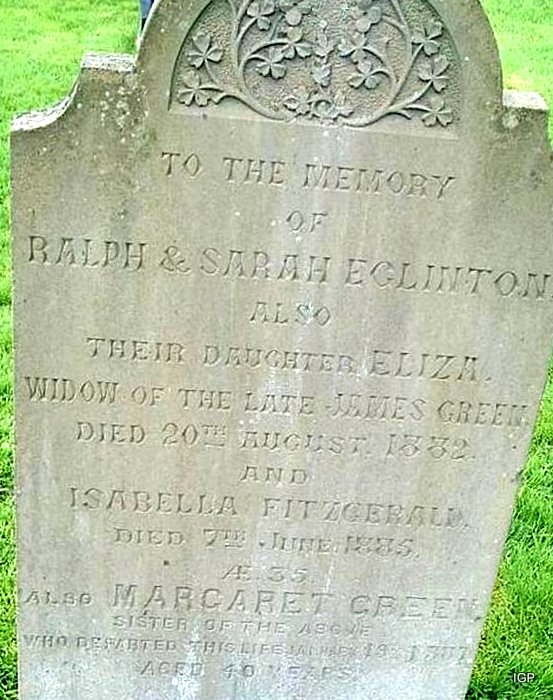 TO THE MEMORY
OF
RALPH & SARAH EGLINTON
ALSO
THEIR DAUGHTER ELIZA.
WIDOW OF THE LATE JAMES GREEN.
DIED 20TH AUGUST. 1882.
AND
ISABELLA FITZGERALD,
DIED 7TH JUNE. 1885.
Æ 35.
ALSO MARGARET GREEN
SISTER OF THE ABOVE
WHO DEPARTED THIS LIFE
AGED 40 YEARS
IGP